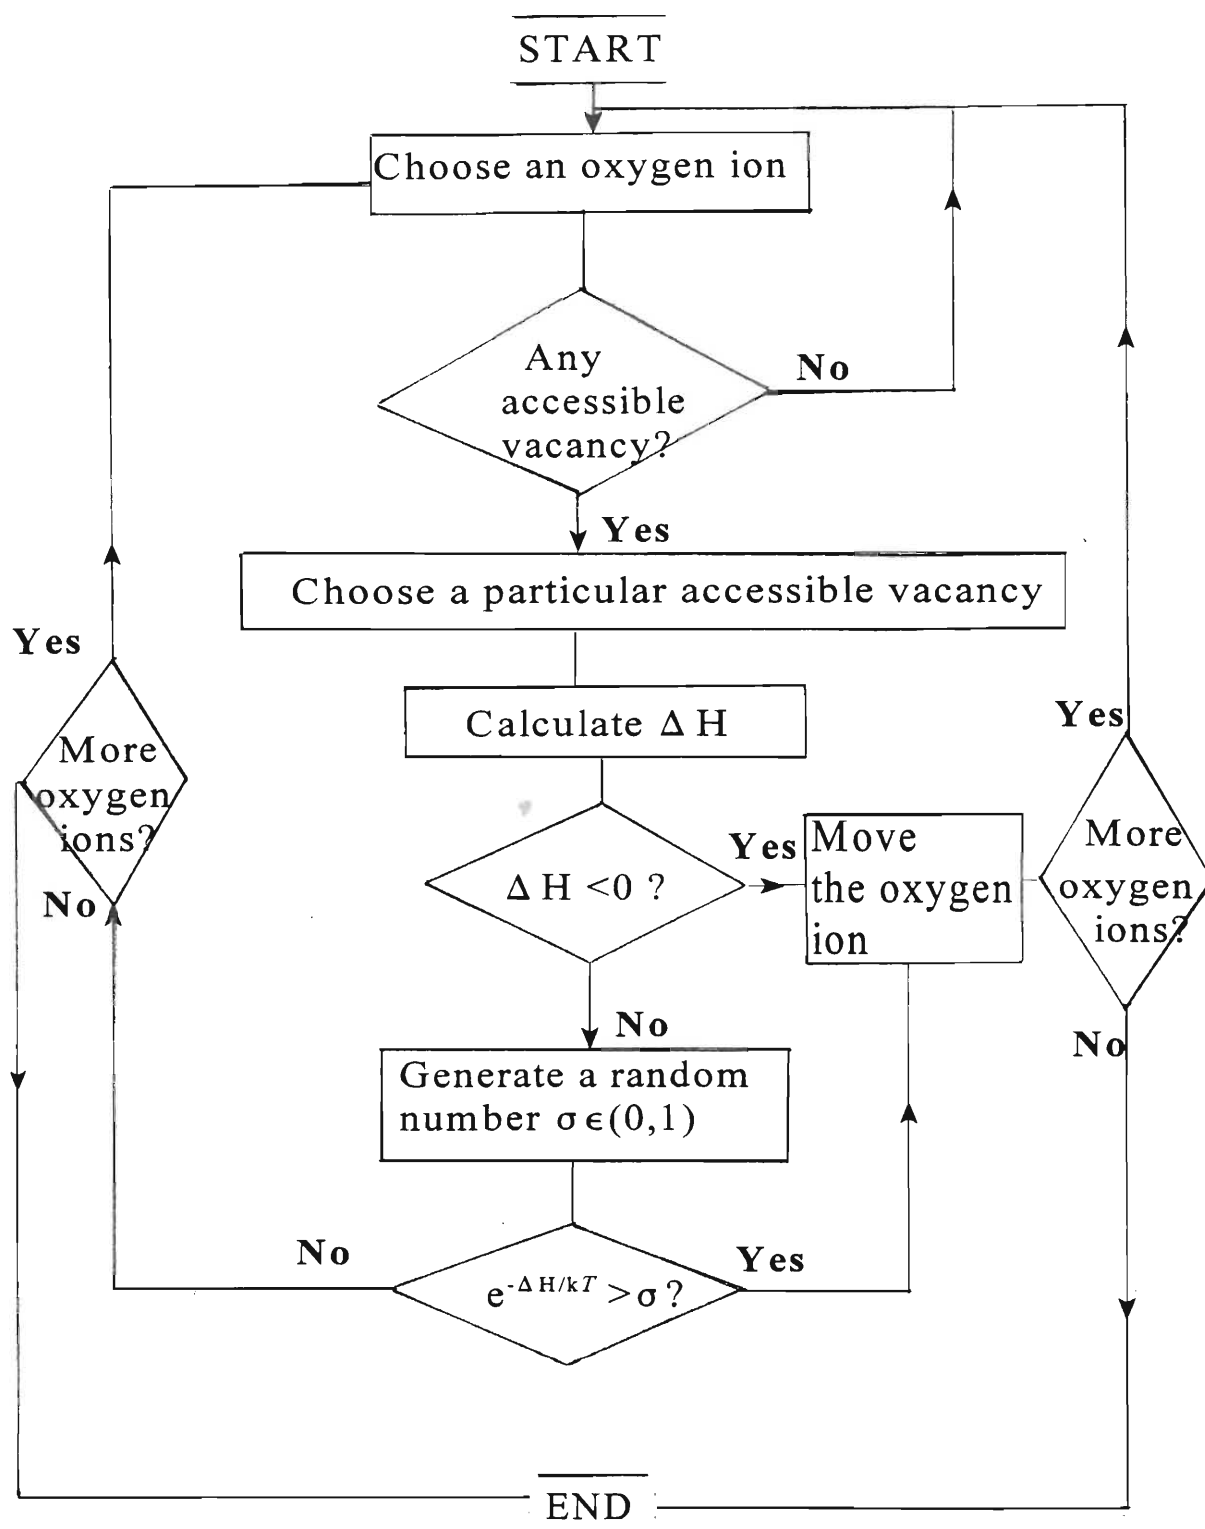 START
Choose an oxygen ion
Any
accessible
vacancy?
No
Yes
Choose a particular accessible vacancy
Calculate Δ H
Δ H <0 ?
Yes
Move
the oxygen
ion
Yes
More
oxygen
ions?
No
No
Generate a random
number σϵ(0,1)
e^-ΔH/kT >σ?
Yes
No
Yes
More
oxygen
ions?
No
END